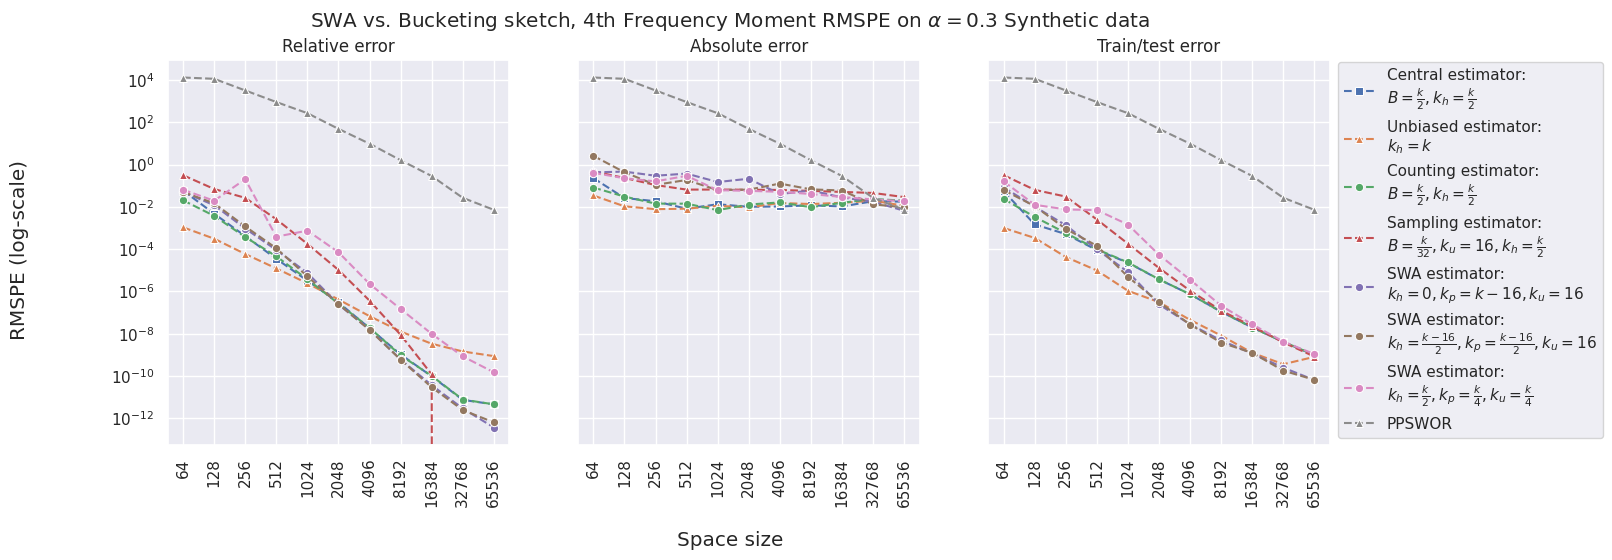 SWA vs. Bucketing sketch, 4th Frequency Moment RMSPE on α = 0.3 Synthetic data
Relative error
Absolute error
Train/test error
RMSPE (log-scale)
10^4
10^2
10^0
10^−2
10^−4
10^−6
10^−8
10^−10
10^−12
64
128
256
512
1024
2048
4096
8192
16384
32768
65536
64
128
256
512
1024
2048
4096
8192
16384
32768
65536
64
128
256
512
1024
2048
4096
8192
16384
32768
65536
Space size
Central estimator:
B = k/2, k_h = k/2
Unbiased estimator:
k_h = k
Counting estimator:
B = k/2, k_h = k/2
Sampling estimator:
B = k/32, k_u = 16, k_h = k/2
SWA estimator:
k_h = 0, k_p = k − 16, k_u = 16
SWA estimator:
k_h = k−16/2, k_p = k−16/2, k_u = 16
SWA estimator:
k_h = k/2, k_p = k/4, k_u = k/4
PPSWOR